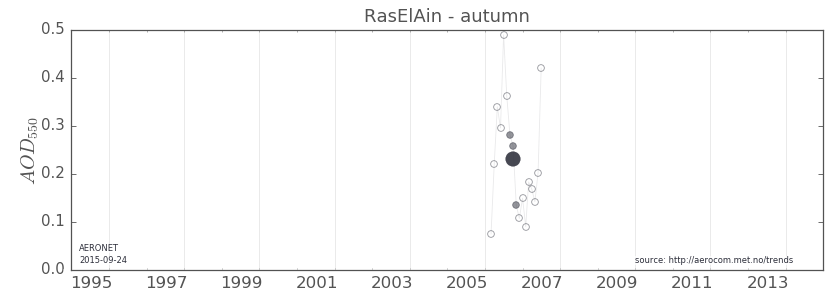 RasElAin - autumn
0.5
0.4
0.3
0.2
0.1
0.0
AOD550
AERONET
2015-09-24
source: http://aerocom.met.no/trends
1995 1997 1999 2001 2003 2005 2007 2009 2011 2013